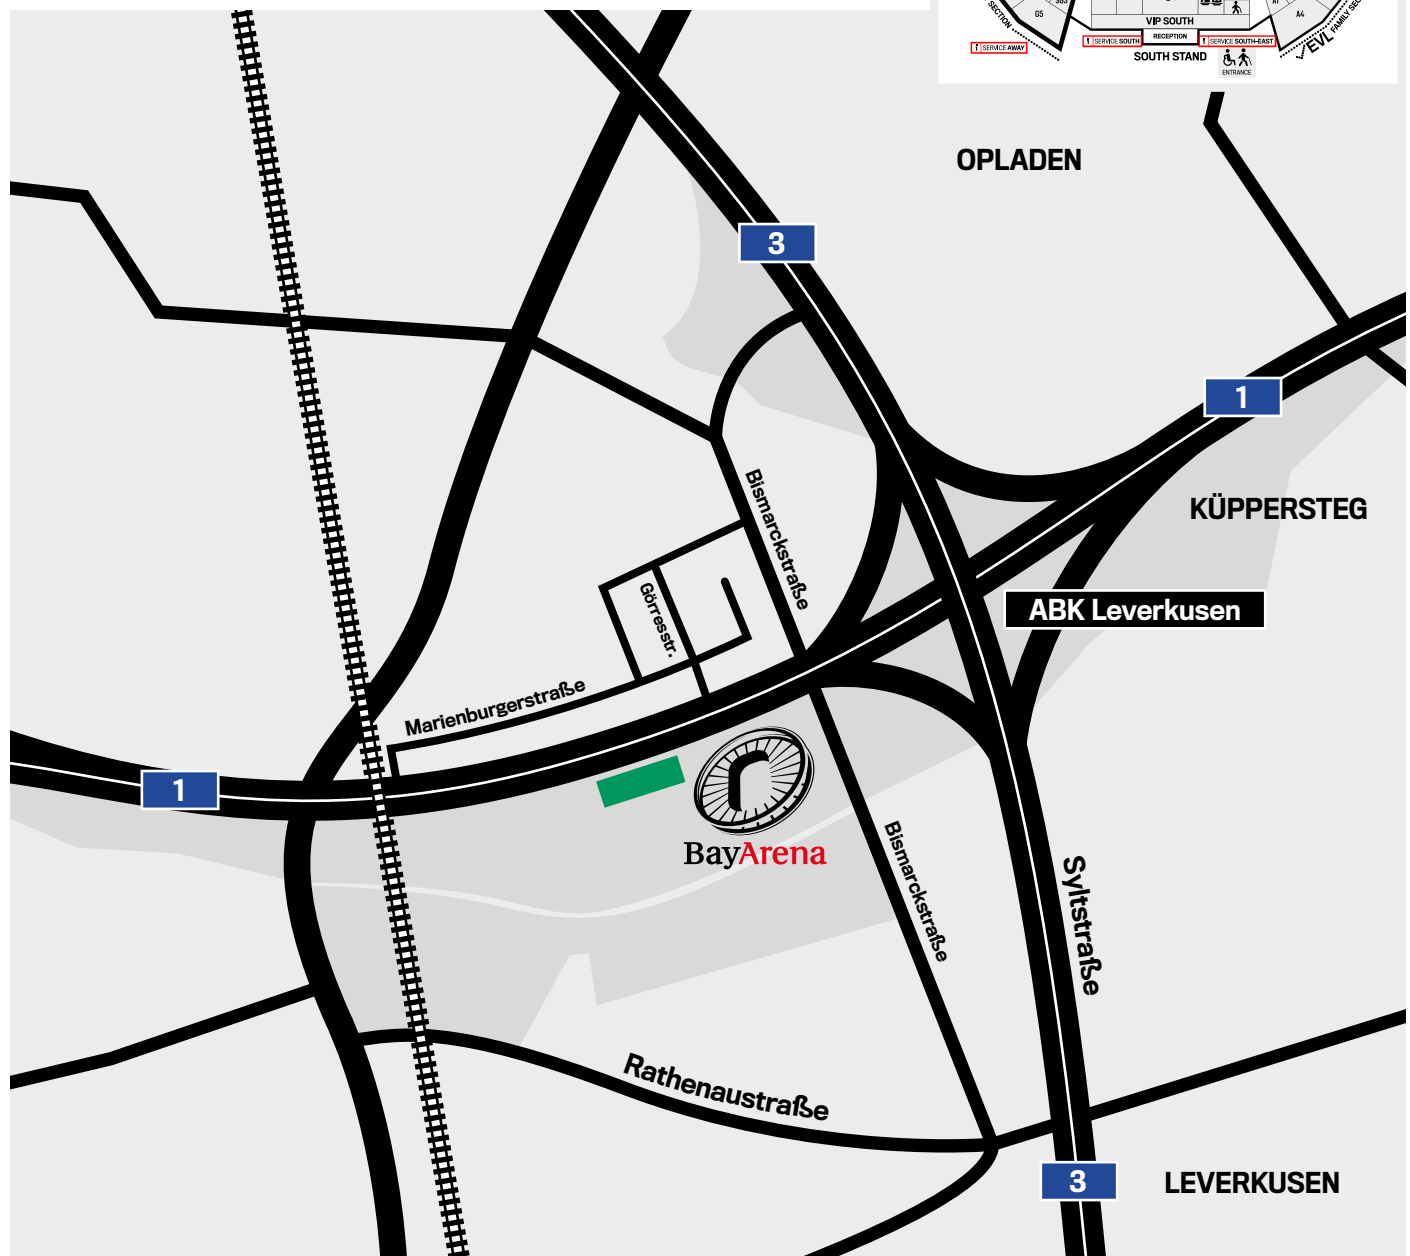 SECTION
G5
A4
VIP SOUTH
RECEPTION
SERVICE AWAY
SERVICE SOUTH
SERVICE SOUTH-EAST
SOUTH STAND
ENTRANCE
EVL FAMILY
OPLADEN
3
1
KÜPPERSTEG
Bismarckstraße
Görresstr.
ABK Leverkusen
Marienburgerstraße
1
BayArena
Bismarckstraße
Syltstraße
Rathenaustraße
3
LEVERKUSEN